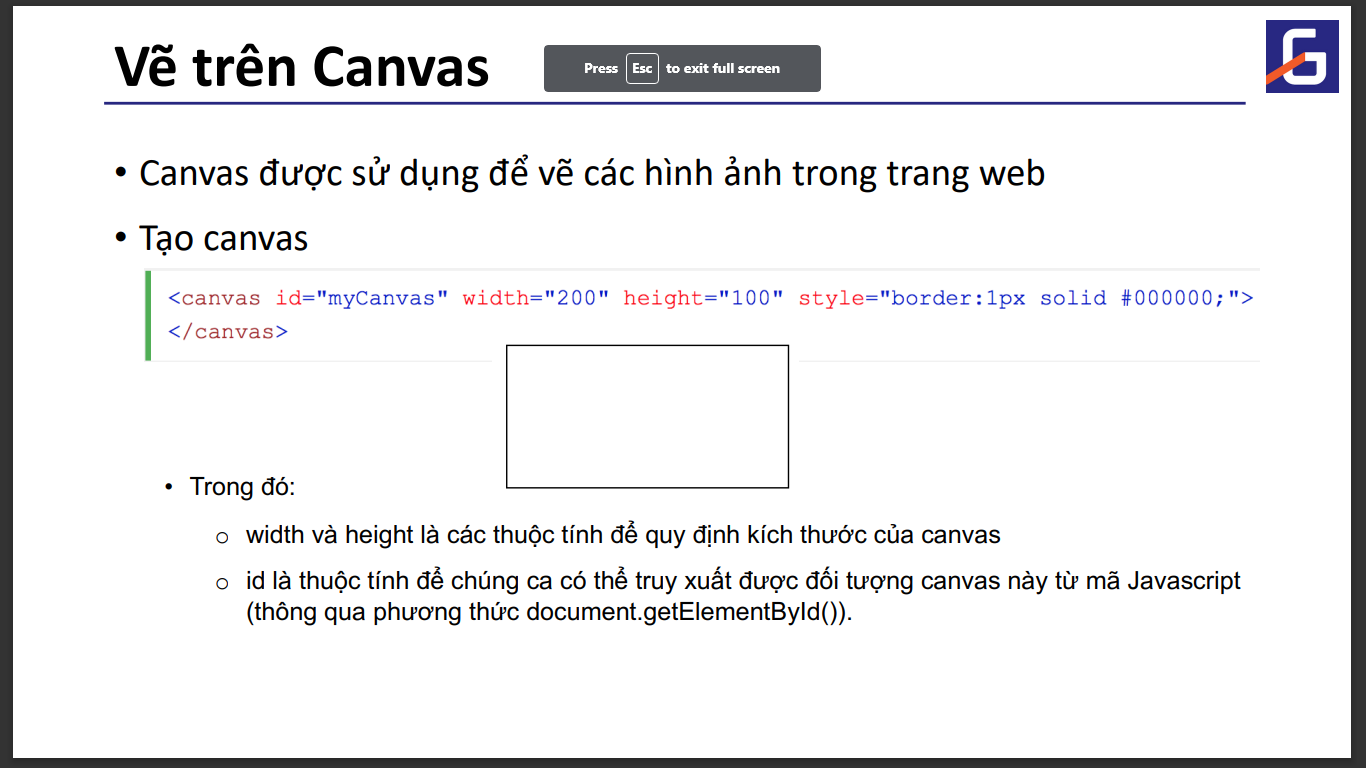 Vẽ trên Canvas
Press Esc to exit full screen
G
• Canvas được sử dụng để vẽ các hình ảnh trong trang web
• Tạo canvas
<canvas id="myCanvas" width="200" height="100" style="border:1px solid #000000;">
</canvas>
• Trong đó:
o width và height là các thuộc tính để quy định kích thước của canvas
o id là thuộc tính để chúng ca có thể truy xuất được đối tượng canvas này từ mã Javascript
(thông qua phương thức document.getElementById()).